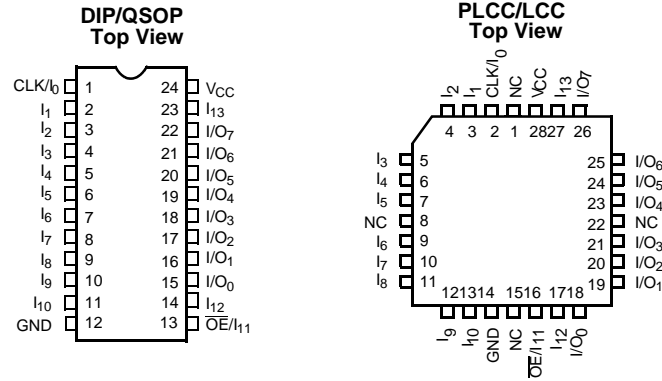 DIP/QSOP
Top View
CLK/I0 1 24 VCC
I1 2 23 I13
I2 3 22 I/O7
I3 4 21 I/O6
I4 5 20 I/O5
I5 6 19 I/O4
I6 7 18 I/O3
I7 8 17 I/O2
I8 9 16 I/O1
I9 10 15 I/O0
I10 11 14 I12
GND 12 13 OE/I11
PLCC/LCC
Top View
I2 I1 CLK/I0 NC VCC I13 I/O7
4 3 2 1 28 27 26
I3 5 25 I/O6
I4 6 24 I/O5
I5 7 23 I/O4
NC 8 22 NC
I6 9 21 I/O3
I7 10 20 I/O2
I8 11 19 I/O1
12 13 14 15 16 17 18
I9 I10 GND NC OE/I11 I12 I/O0